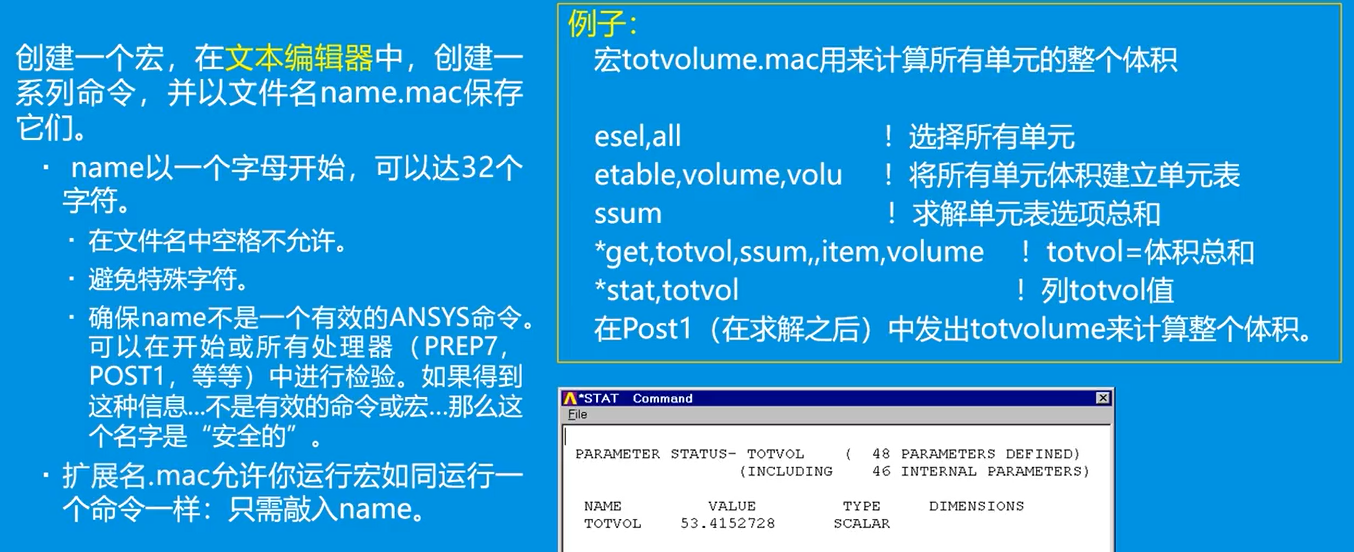 创建一个宏，在文本编辑器中，创建一
系列命令，并以文件名name.mac保存
它们。
· name以一个字母开始，可以达32个
字符。
· 在文件名中空格不允许。
· 避免特殊字符。
· 确保name不是一个有效的ANSYS命令。
可以在开始或所有处理器（PREP7，
POST1，等等）中进行检验。如果得到
这种信息...不是有效的命令或宏...那么这
个名字是“安全的”。
· 扩展名.mac允许你运行宏如同运行一
个命令一样：只需敲入name。
例子：
宏totvolume.mac用来计算所有单元的整个体积
esel,all ！选择所有单元
etable,volume,volu ！将所有单元体积建立单元表
ssum ！求解单元表选项总和
*get,totvol,ssum,,item,volume ！totvol=体积总和
*stat,totvol ！列totvol值
在Post1（在求解之后）中发出totvolume来计算整个体积。
*STAT Command
File
PARAMETER STATUS- TOTVOL ( 48 PARAMETERS DEFINED)
(INCLUDING 46 INTERNAL PARAMETERS)
NAME VALUE TYPE DIMENSIONS
TOTVOL 53.4152728 SCALAR